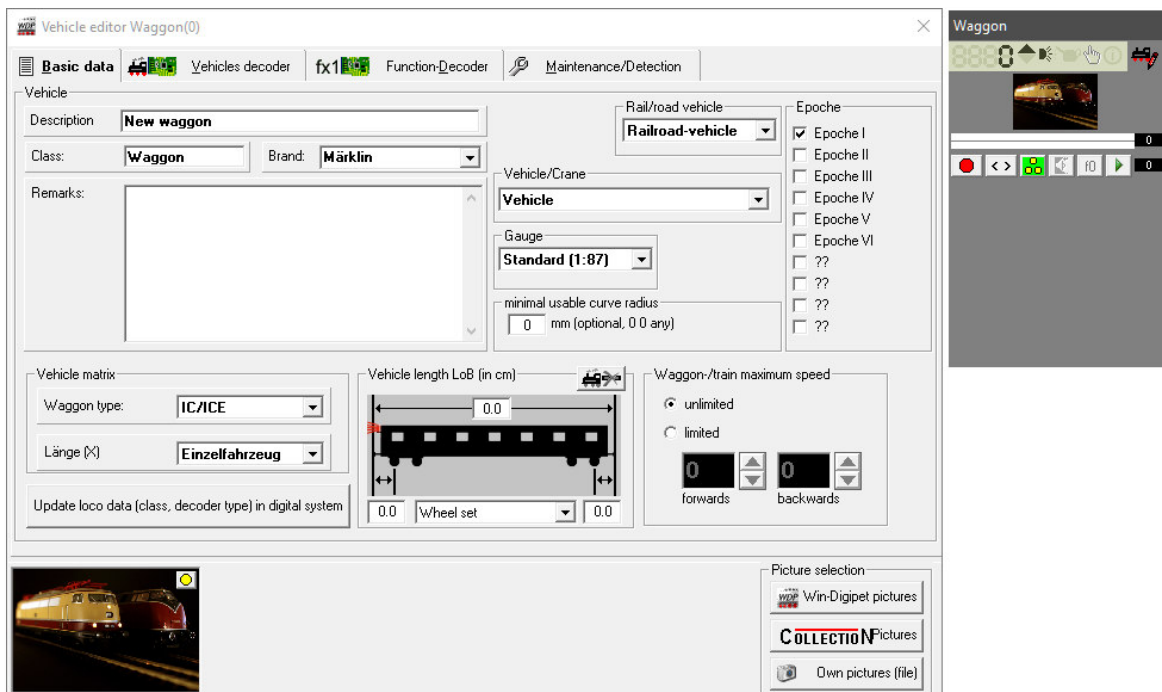 Vehicle editor Waggon(0)
Basic data
Vehicles decoder
fx1
Function-Decoder
Maintenance/Detection
Vehicle
Description
New waggon
Class:
Waggon
Brand:
Märklin
Remarks:
Rail/road vehicle
Railroad-vehicle
Vehicle/Crane
Vehicle
Gauge
Standard (1:87)
minimal usable curve radius
0 mm (optional, 0 0 any)
Epoche
Epoche I
Epoche II
Epoche III
Epoche IV
Epoche V
Epoche VI
??
??
??
??
Vehicle matrix
Waggon type:
IC/ICE
Länge (X)
Einzelfahrzeug
Update loco data (class, decoder type) in digital system
Vehicle length LoB (in cm)
0.0
0.0
Wheel set
0.0
Waggon-/train maximum speed
unlimited
limited
0
0
forwards
backwards
Picture selection
WDP Win-Digipet pictures
COLLECTION Pictures
Own pictures (file)
Waggon
0
0
f0
0